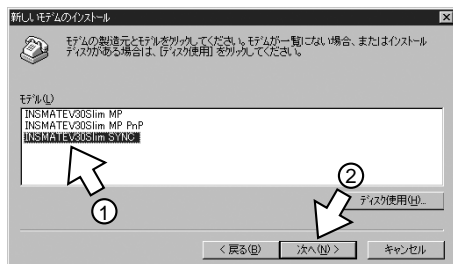 新しいモデムのインストール
モデムの製造元とモデルをクリックしてください。モデムが一覧にない場合、またはインストール
ディスクがある場合は、[ディスク使用] をクリックしてください。
モデル(L)
INSMATEV30Slim MP
INSMATEV30Slim MP PnP
INSMATEV30Slim SYNC
①
②
ディスク使用(H)...
< 戻る(B)
次へ(N) >
キャンセル